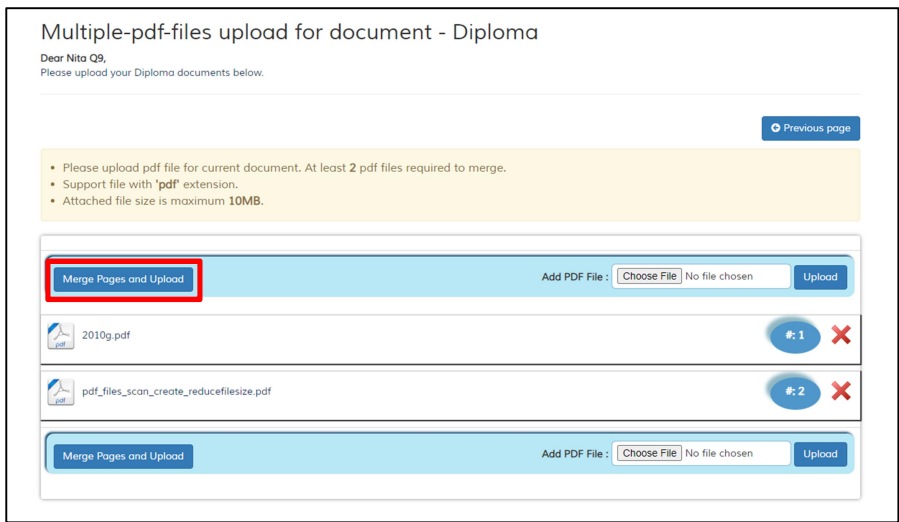 Multiple-pdf-files upload for document - Diploma
Dear Nita Q9,
Please upload your Diploma documents below.
Previous page
• Please upload pdf file for current document. At least 2 pdf files required to merge.
• Support file with 'pdf' extension.
• Attached file size is maximum 10MB.
Merge Pages and Upload Add PDF File : Choose File No file chosen Upload
pdf 2010g.pdf #: 1
pdf pdf_files_scan_create_reducefilesize.pdf #: 2
Merge Pages and Upload Add PDF File : Choose File No file chosen Upload